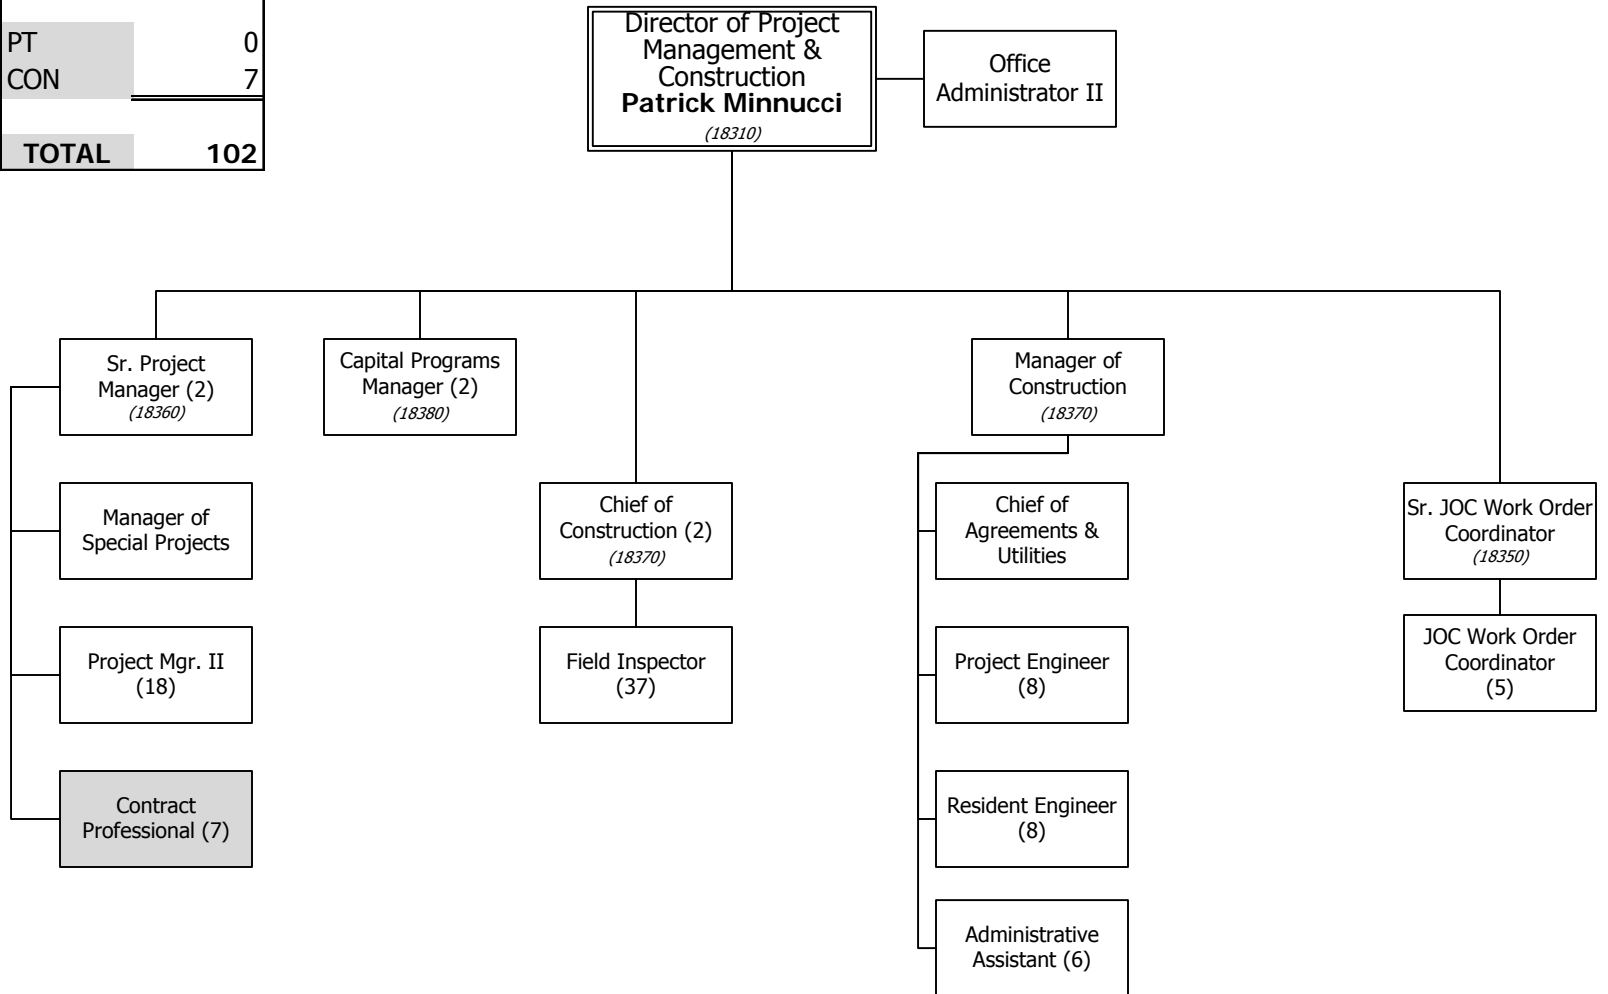 PT 0
CON 7
TOTAL 102
Director of Project
Management &
Construction
Patrick Minnucci
(18310)
Office
Administrator II
Sr. Project
Manager (2)
(18360)
Capital Programs
Manager (2)
(18380)
Manager of
Construction
(18370)
Manager of
Special Projects
Chief of
Construction (2)
(18370)
Chief of
Agreements &
Utilities
Sr. JOC Work Order
Coordinator
(18350)
Project Mgr. II
(18)
Field Inspector
(37)
Project Engineer
(8)
JOC Work Order
Coordinator
(5)
Contract
Professional (7)
Resident Engineer
(8)
Administrative
Assistant (6)